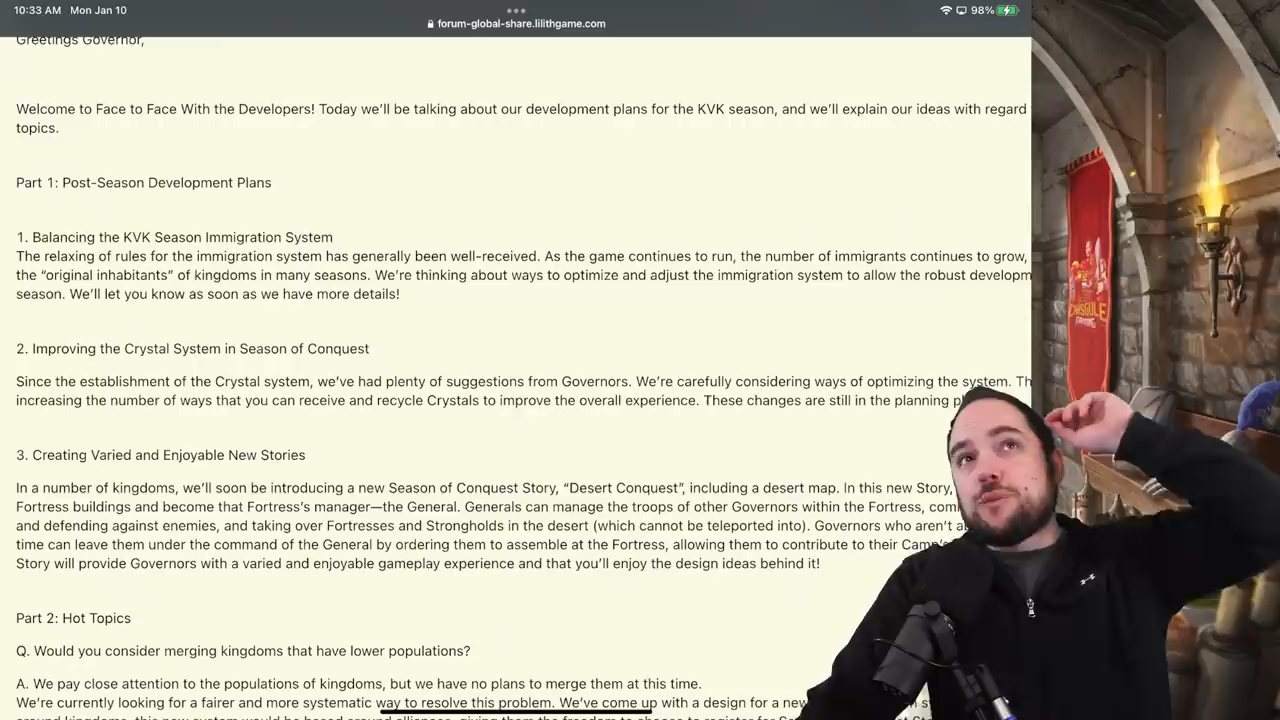 10:33 AM Mon Jan 10
98%
forum-global-share.lilithgame.com
Greetings Governor,
Welcome to Face to Face With the Developers! Today we'll be talking about our development plans for the KVK season, and we'll explain our ideas with regard
topics.
Part 1: Post-Season Development Plans
1. Balancing the KVK Season Immigration System
The relaxing of rules for the immigration system has generally been well-received. As the game continues to run, the number of immigrants continues to grow,
the “original inhabitants” of kingdoms in many seasons. We're thinking about ways to optimize and adjust the immigration system to allow the robust developm
season. We'll let you know as soon as we have more details!
2. Improving the Crystal System in Season of Conquest
Since the establishment of the Crystal system, we've had plenty of suggestions from Governors. We're carefully considering ways of optimizing the system. Th
increasing the number of ways that you can receive and recycle Crystals to improve the overall experience. These changes are still in the planning
3. Creating Varied and Enjoyable New Stories
In a number of kingdoms, we'll soon be introducing a new Season of Conquest Story, “Desert Conquest”, including a desert map. In this new Story,
Fortress buildings and become that Fortress's manager—the General. Generals can manage the troops of other Governors within the Fortress,
and defending against enemies, and taking over Fortresses and Strongholds in the desert (which cannot be teleported into). Governors who aren't
time can leave them under the command of the General by ordering them to assemble at the Fortress, allowing them to contribute to their Camp's
Story will provide Governors with a varied and enjoyable gameplay experience and that you'll enjoy the design ideas behind it!
Part 2: Hot Topics
Q. Would you consider merging kingdoms that have lower populations?
A. We pay close attention to the populations of kingdoms, but we have no plans to merge them at this time.
We're currently looking for a fairer and more systematic way to resolve this problem. We've come up with a design for a new
CHISGULE
GAMING